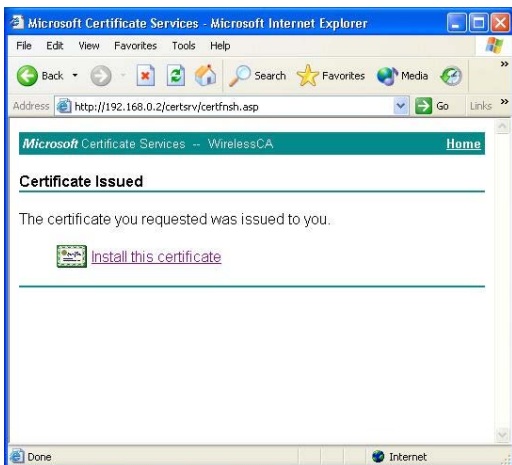 Microsoft Certificate Services - Microsoft Internet Explorer
File Edit View Favorites Tools Help
Back Search Favorites Media
Address http://192.168.0.2/certsrv/certfnsh.asp Go Links
Microsoft Certificate Services -- WirelessCA Home
Certificate Issued
The certificate you requested was issued to you.
Install this certificate
Done Internet